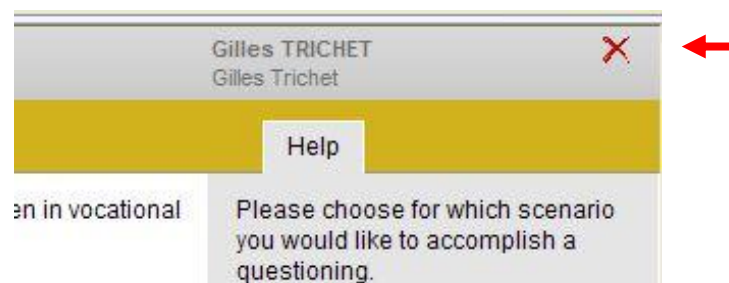 Gilles TRICHET
Gilles Trichet
Help
en in vocational
Please choose for which scenario
you would like to accomplish a
questioning.